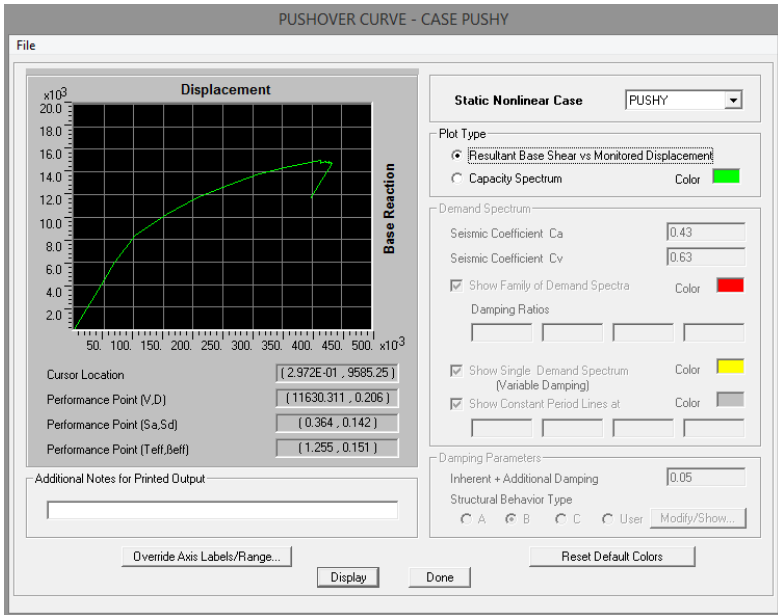 PUSHOVER CURVE - CASE PUSHY
File
Displacement
x10³
20.0
18.0
16.0
14.0
12.0
10.0
8.0
6.0
4.0
2.0
Base Reaction
50. 100. 150. 200. 250. 300. 350. 400. 450. 500. x10³
Cursor Location ( 2.972E-01 , 9585.25 )
Performance Point (V,D) ( 11630.311 , 0.206 )
Performance Point (Sa,Sd) ( 0.364 , 0.142 )
Performance Point (Teff,ßeff) ( 1.255 , 0.151 )
Additional Notes for Printed Output
Override Axis Labels/Range...
Static Nonlinear Case PUSHY
Plot Type
Resultant Base Shear vs Monitored Displacement
Capacity Spectrum Color
Demand Spectrum
Seismic Coefficient Ca 0.43
Seismic Coefficient Cv 0.63
Show Family of Demand Spectra Color
Damping Ratios
Show Single Demand Spectrum Color
(Variable Damping)
Show Constant Period Lines at Color
Damping Parameters
Inherent + Additional Damping 0.05
Structural Behavior Type
A B C User Modify/Show...
Reset Default Colors
Display Done